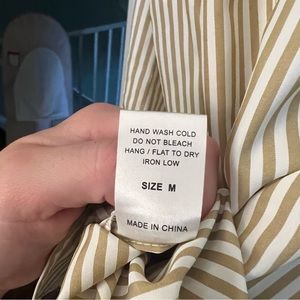 HAND WASH COLD
DO NOT BLEACH
HANG / FLAT TO DRY
IRON LOW
SIZE M
MADE IN CHINA